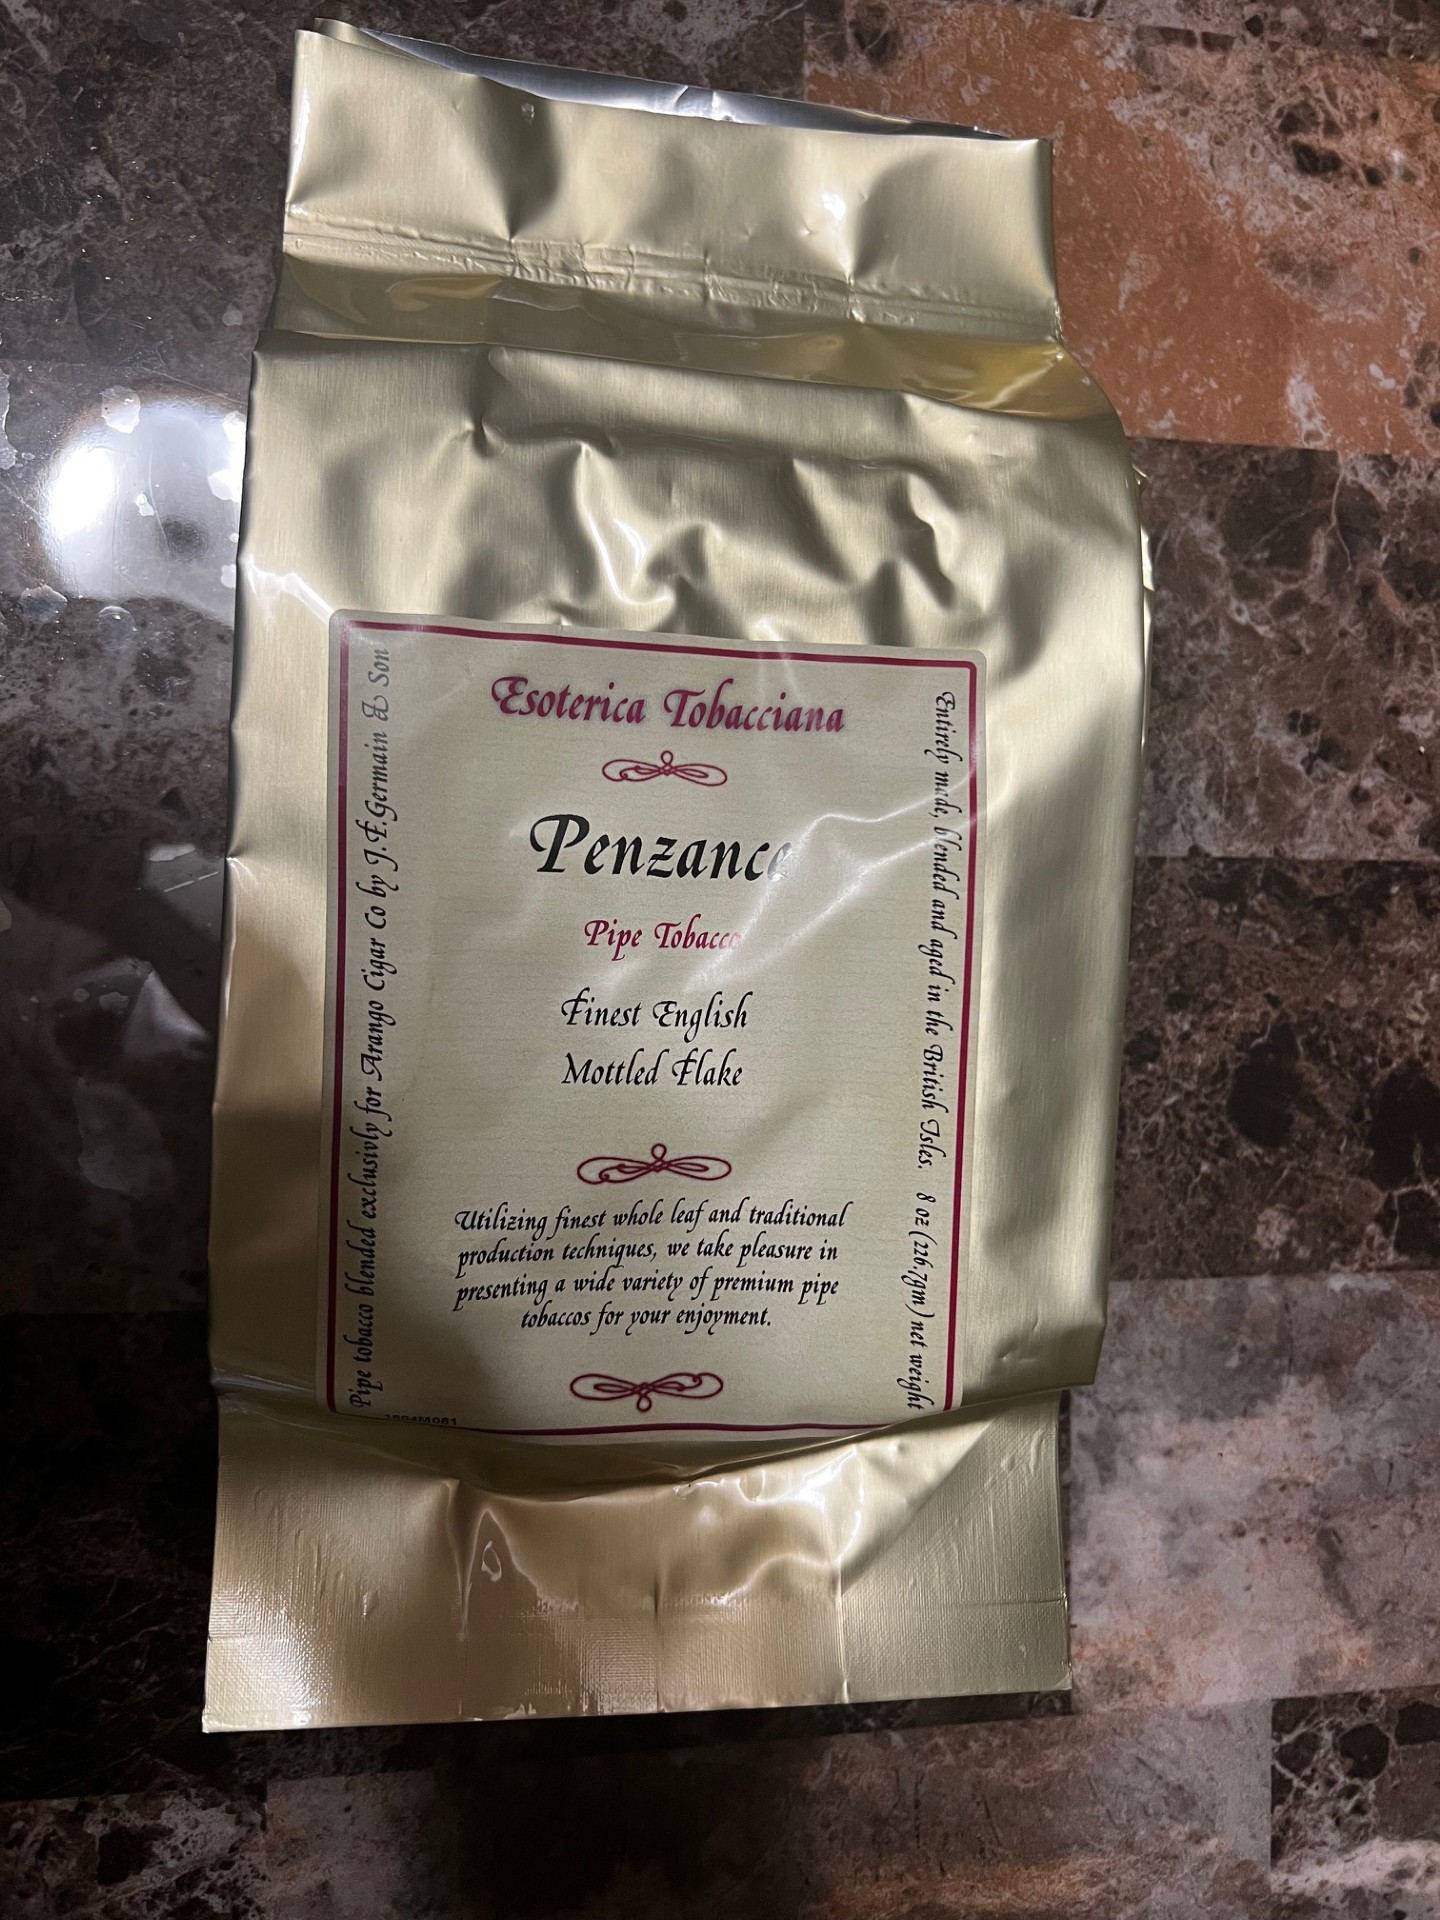 Esoterica Tobacciana
Penzance
Pipe Tobacco
Finest English
Mottled Flake
Utilizing finest whole leaf and traditional
production techniques, we take pleasure in
presenting a wide variety of premium pipe
tobaccos for your enjoyment.
Pipe tobacco blended exclusivly for Arango Cigar Co by J.F.Germain & Son
Entirely made, blended and aged in the British Isles. 8 oz (226.7gm) net weight